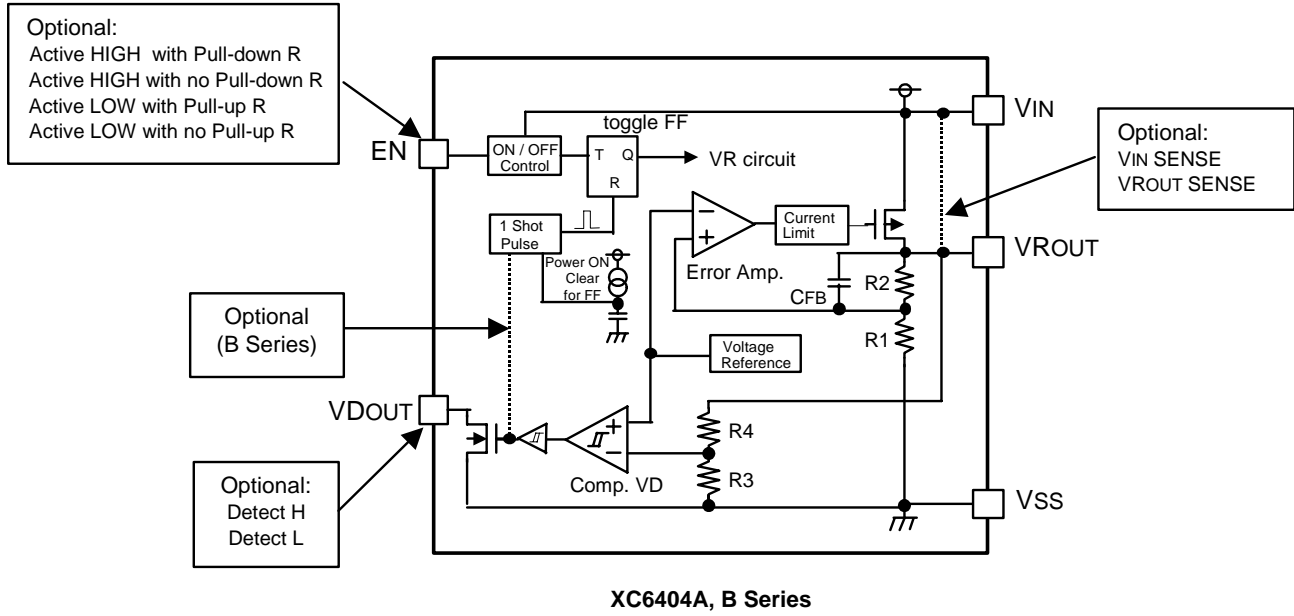 Optional:
Active HIGH with Pull-down R
Active HIGH with no Pull-down R
Active LOW with Pull-up R
Active LOW with no Pull-up R
EN
ON / OFF
Control
toggle FF
T Q
R
VR circuit
1 Shot
Pulse
Power ON
Clear
for FF
−
+
Error Amp.
Current
Limit
VIN
Optional:
VIN SENSE
VROUT SENSE
VROUT
CFB
R2
R1
Voltage
Reference
Optional
(B Series)
VDOUT
Optional:
Detect H
Detect L
+
−
Comp. VD
R4
R3
VSS
XC6404A, B Series